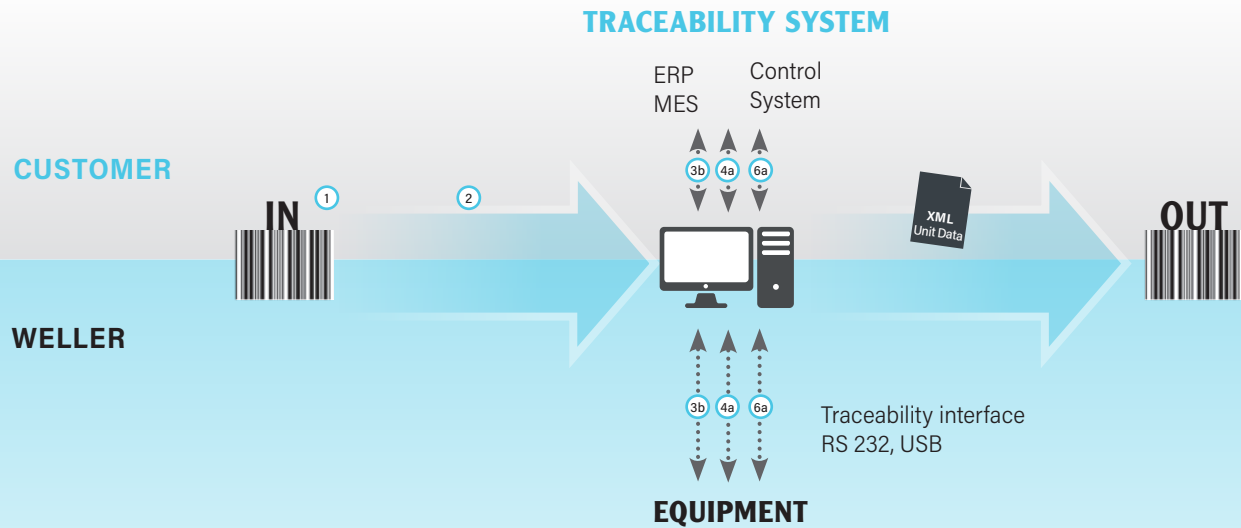 TRACEABILITY SYSTEM
ERP
MES
Control
System
CUSTOMER
3b
4a
6a
1
2
IN
XML
Unit Data
OUT
WELLER
3b
4a
6a
Traceability interface
RS 232, USB
EQUIPMENT